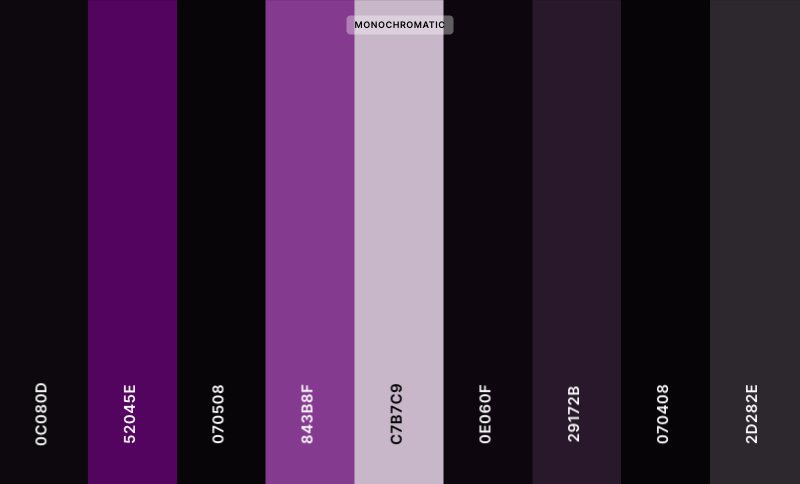 MONOCHROMATIC
0C080D
52045E
070508
843B8F
C7B7C9
0E060F
29172B
070408
2D282E